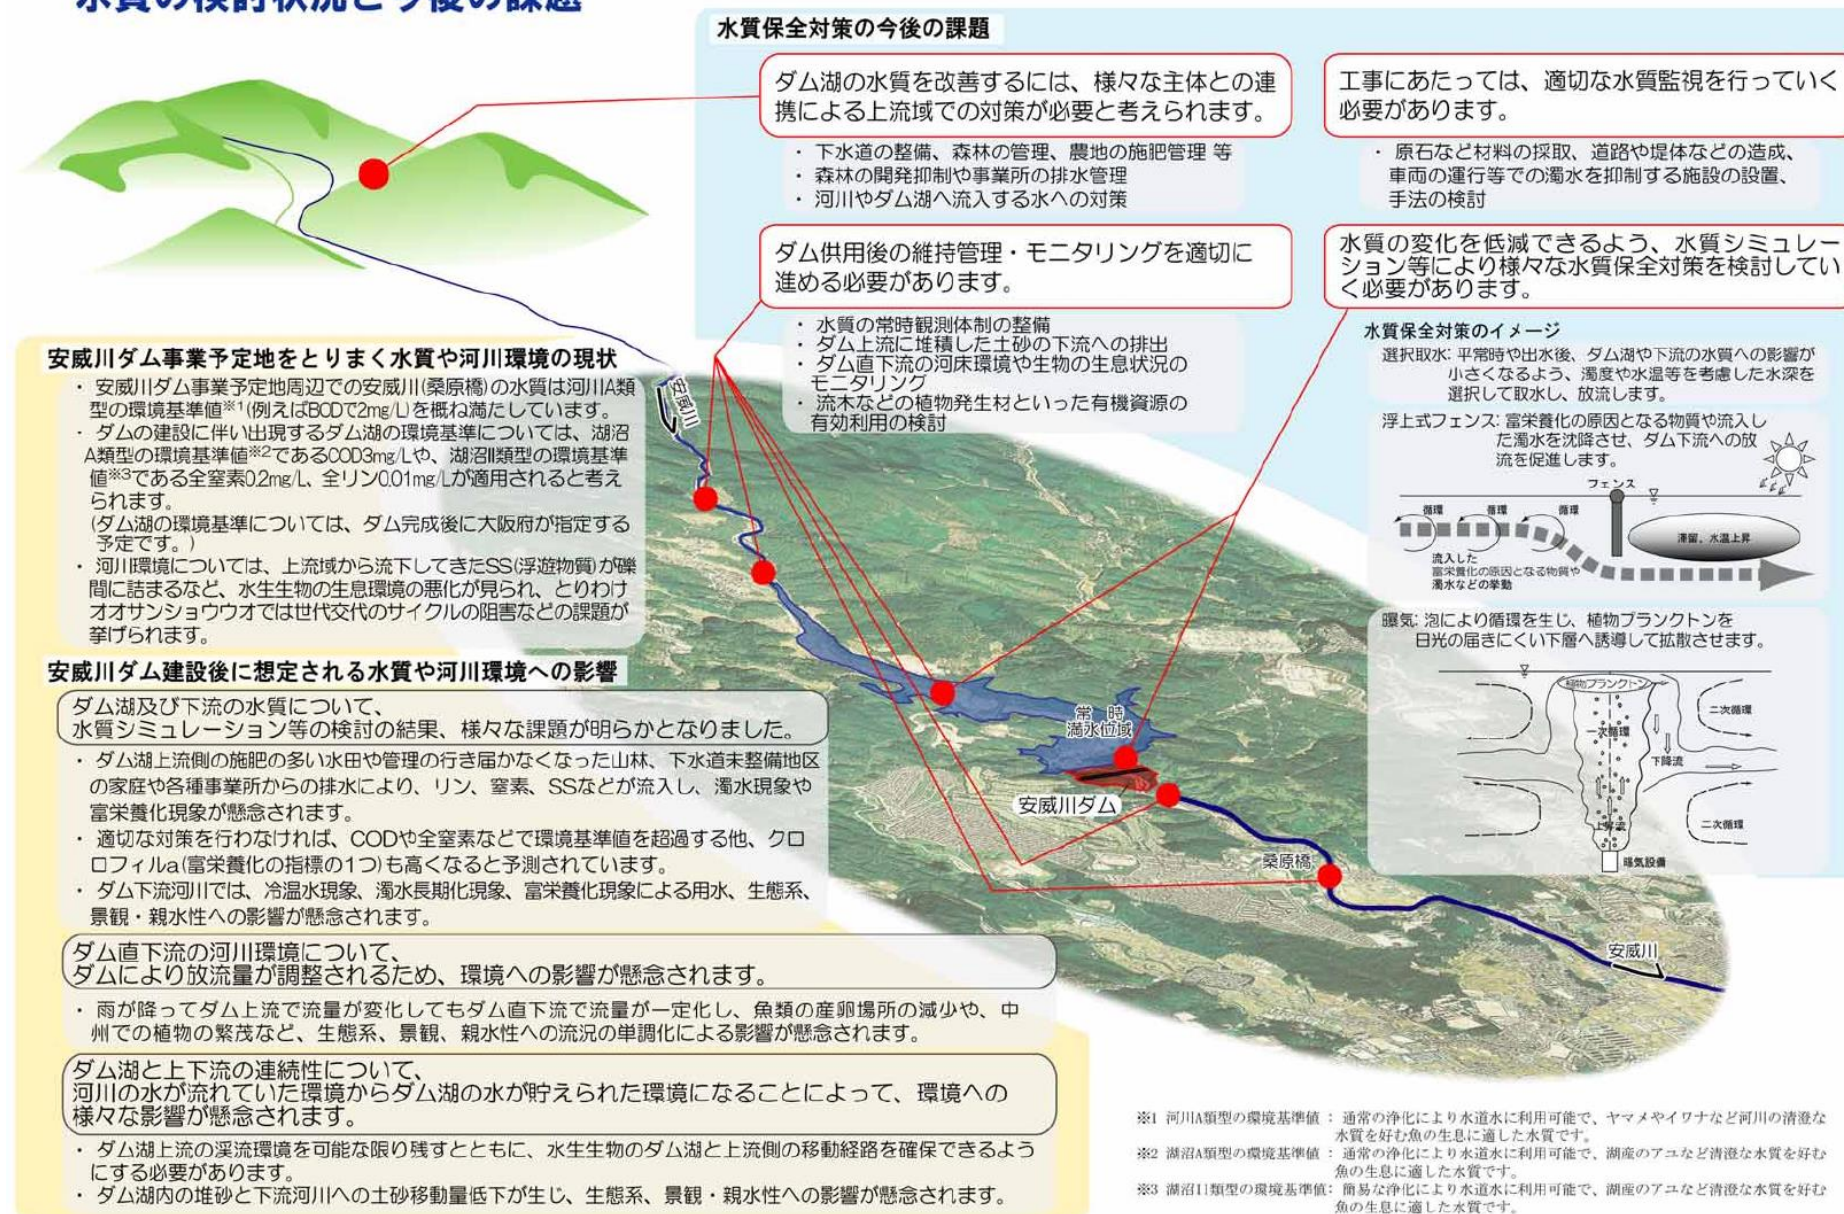 水質の検討状況と今後の課題
水質保全対策の今後の課題
ダム湖の水質を改善するには、様々な主体との連
携による上流域での対策が必要と考えられます。
・ 下水道の整備、森林の管理、農地の施肥管理 等
・ 森林の開発抑制や事業所の排水管理
・ 河川やダム湖へ流入する水への対策
工事にあたっては、適切な水質監視を行っていく
必要があります。
・ 原石など材料の採取、道路や堤体などの造成、
車両の運行等での濁水を抑制する施設の設置、
手法の検討
ダム供用後の維持管理・モニタリングを適切に
進める必要があります。
・ 水質の常時観測体制の整備
・ ダム上流に堆積した土砂の下流への排出
・ ダム直下流の河床環境や生物の生息状況の
モニタリング
・ 流木などの植物発生材といった有機資源の
有効利用の検討
水質の変化を低減できるよう、水質シミュレー
ション等により様々な水質保全対策を検討してい
く必要があります。
水質保全対策のイメージ
選択取水: 平常時や出水後、ダム湖や下流の水質への影響が
小さくなるよう、濁度や水温等を考慮した水深を
選択して取水し、放流します。
浮上式フェンス: 富栄養化の原因となる物質や流入し
た濁水を沈降させ、ダム下流への放
流を促進します。
フェンス
循環
循環
循環
滞留、水温上昇
流入した
富栄養化の原因となる物質や
濁水などの挙動
曝気: 泡により循環を生じ、植物プランクトンを
日光の届きにくい下層へ誘導して拡散させます。
植物プランクトン
二次循環
一次循環
下降流
上昇流
二次循環
曝気設備
安威川ダム事業予定地をとりまく水質や河川環境の現状
・ 安威川ダム事業予定地周辺での安威川(桑原橋)の水質は河川A類
型の環境基準値※1(例えばBODで2mg/L)を概ね満たしています。
・ ダムの建設に伴い出現するダム湖の環境基準については、湖沼
A類型の環境基準値※2であるCOD3mg/Lや、湖沼Ⅱ類型の環境基準
値※3である全窒素0.2mg/L、全リン0.01mg/Lが適用されると考え
られます。
(ダム湖の環境基準については、ダム完成後に大阪府が指定する
予定です。)
・ 河川環境については、上流域から流下してきたSS(浮遊物質)が礫
間に詰まるなど、水生生物の生息環境の悪化が見られ、とりわけ
オオサンショウウオでは世代交代のサイクルの阻害などの課題が
挙げられます。
安威川ダム建設後に想定される水質や河川環境への影響
ダム湖及び下流の水質について、
水質シミュレーション等の検討の結果、様々な課題が明らかとなりました。
・ ダム湖上流側の施肥の多い水田や管理の行き届かなくなった山林、下水道未整備地区
の家庭や各種事業所からの排水により、リン、窒素、SSなどが流入し、濁水現象や
富栄養化現象が懸念されます。
・ 適切な対策を行わなければ、CODや全窒素などで環境基準値を超過する他、クロ
ロフィルa(富栄養化の指標の1つ)も高くなると予測されています。
・ ダム下流河川では、冷温水現象、濁水長期化現象、富栄養化現象による用水、生態系、
景観・親水性への影響が懸念されます。
ダム直下流の河川環境について、
ダムにより放流量が調整されるため、環境への影響が懸念されます。
・ 雨が降ってダム上流で流量が変化してもダム直下流で流量が一定化し、魚類の産卵場所の減少や、中
州での植物の繁茂など、生態系、景観、親水性への流況の単調化による影響が懸念されます。
ダム湖と上下流の連続性について、
河川の水が流れていた環境からダム湖の水が貯えられた環境になることによって、環境への
様々な影響が懸念されます。
・ ダム湖上流の渓流環境を可能な限り残すとともに、水生生物のダム湖と上流側の移動経路を確保できるよう
にする必要があります。
・ ダム湖内の堆砂と下流河川への土砂移動量低下が生じ、生態系、景観・親水性への影響が懸念されます。
安威川
常 時
満水位域
安威川ダム
桑原橋
安威川
※1 河川A類型の環境基準値 : 通常の浄化により水道水に利用可能で、ヤマメやイワナなど河川の清澄な
水質を好む魚の生息に適した水質です。
※2 湖沼A類型の環境基準値 : 通常の浄化により水道水に利用可能で、湖産のアユなど清澄な水質を好む
魚の生息に適した水質です。
※3 湖沼II類型の環境基準値: 簡易な浄化により水道水に利用可能で、湖産のアユなど清澄な水質を好む
魚の生息に適した水質です。